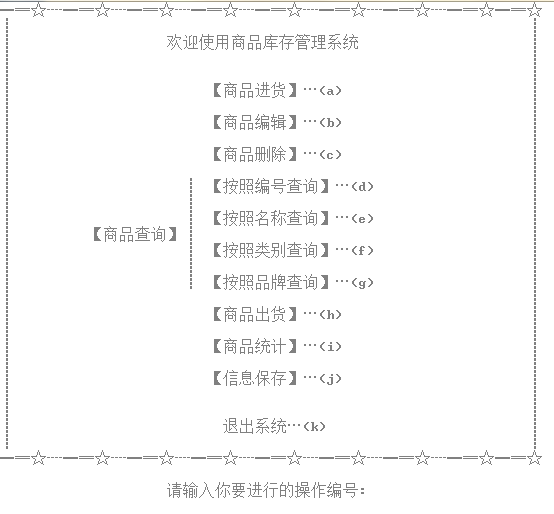 欢迎使用商品库存管理系统
【商品进货】…(a)
【商品编辑】…(b)
【商品删除】…(c)
【按照编号查询】…(d)
【按照名称查询】…(e)
【商品查询】
【按照类别查询】…(f)
【按照品牌查询】…(g)
【商品出货】…(h)
【商品统计】…(i)
【信息保存】…(j)
退出系统…(k)
请输入你要进行的操作编号：